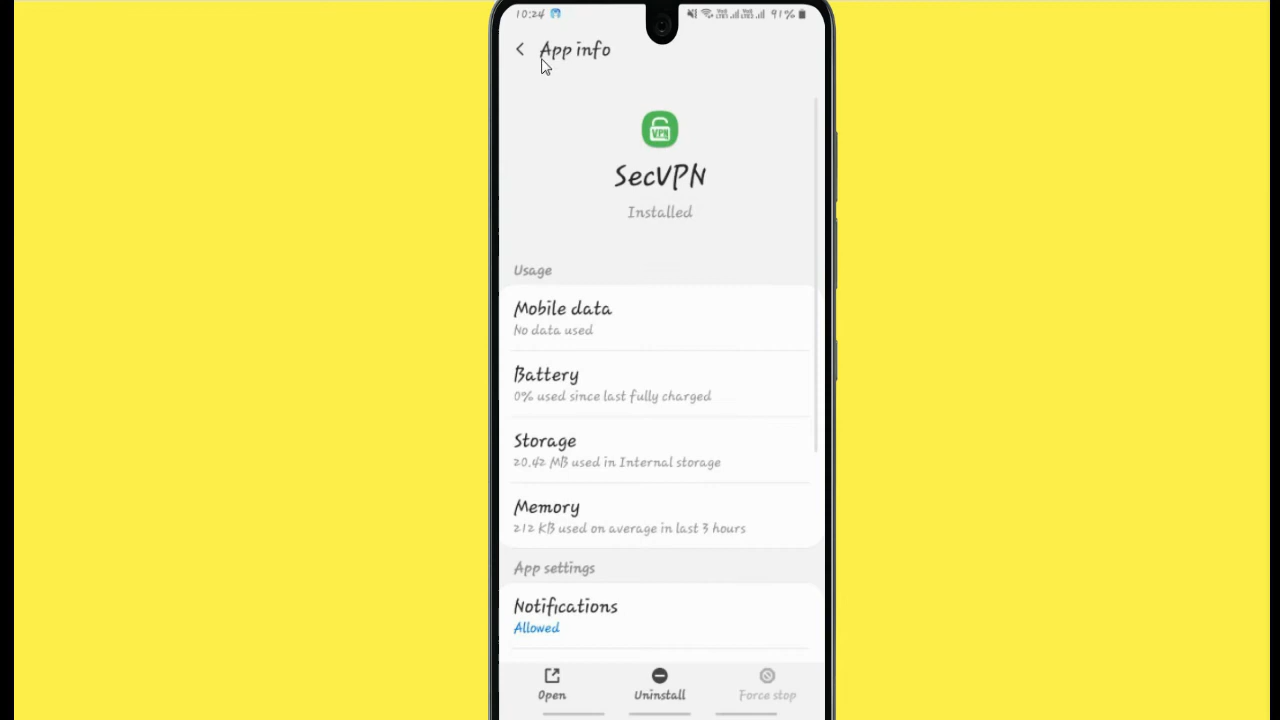 10:24 91%
App info
VPN
SecVPN
Installed
Usage
Mobile data
No data used
Battery
0% used since last fully charged
Storage
20.42 MB used in Internal storage
Memory
212 KB used on average in last 3 hours
App settings
Notifications
Allowed
Open Uninstall Force stop